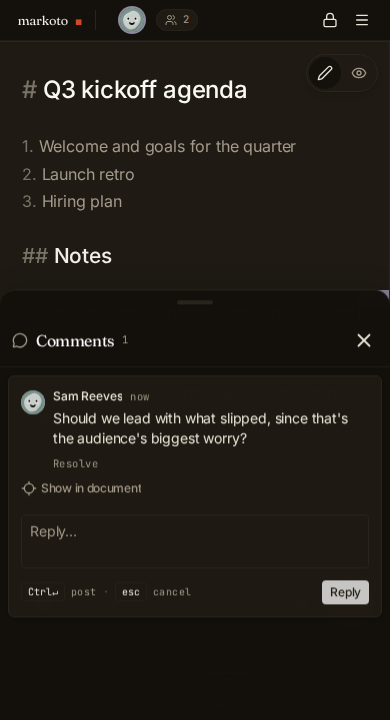 markoto
2
# Q3 kickoff agenda
1. Welcome and goals for the quarter
2. Launch retro
3. Hiring plan
## Notes
Comments 1
Sam Reeves now
Should we lead with what slipped, since that's
the audience's biggest worry?
Resolve
Show in document
Reply...
Ctrl↵ post · esc cancel
Reply